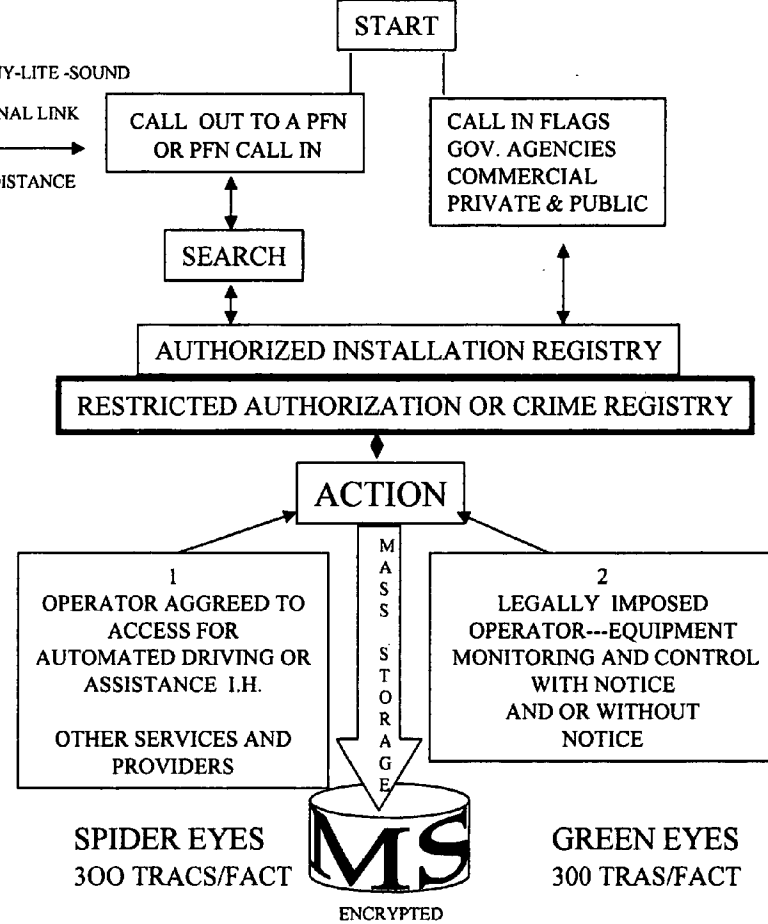 START
NY-LITE -SOUND
NAL LINK
DISTANCE
CALL OUT TO A PFN
OR PFN CALL IN
CALL IN FLAGS
GOV. AGENCIES
COMMERCIAL
PRIVATE & PUBLIC
SEARCH
AUTHORIZED INSTALLATION REGISTRY
RESTRICTED AUTHORIZATION OR CRIME REGISTRY
ACTION
MASS STORAGE
1
OPERATOR AGGREED TO
ACCESS FOR
AUTOMATED DRIVING OR
ASSISTANCE I.H.
OTHER SERVICES AND
PROVIDERS
2
LEGALLY IMPOSED
OPERATOR---EQUIPMENT
MONITORING AND CONTROL
WITH NOTICE
AND OR WITHOUT
NOTICE
MS
SPIDER EYES
3OO TRACS/FACT
GREEN EYES
300 TRAS/FACT
ENCRYPTED